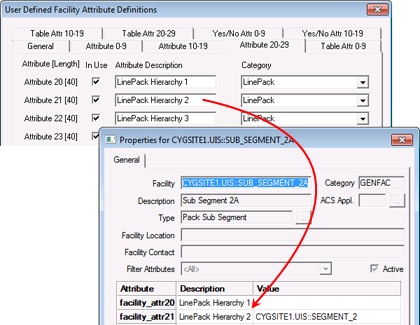 User Defined Facility Attribute Definitions
Table Attr 10-19 Table Attr 20-29 Yes/No Attr 0-9 Yes/No Attr 10-19
General Attribute 0-9 Attribute 10-19 Attribute 20-29 Table Attr 0-9
Attribute [Length] In Use Attribute Description Category
Attribute 20 [40] LinePack Hierarchy 1 LinePack
Attribute 21 [40] LinePack Hierarchy 2 LinePack
Attribute 22 [40] LinePack Hierarchy 3 LinePack
Attribute 23 [40]
Properties for CYGSITE1.UIS::SUB_SEGMENT_2A
General
Facility CYGSITE1.UIS::SUB_SEGMENT_2A Category GENFAC
Description Sub Segment 2A ACS Appl. ...
Type Pack Sub Segment ...
Facility Location
Facility Contact
Filter Attributes <All> Active
Attribute Description Value
facility_attr20 LinePack Hierarchy 1
facility_attr21 LinePack Hierarchy 2 CYGSITE1.UIS::SEGMENT_2